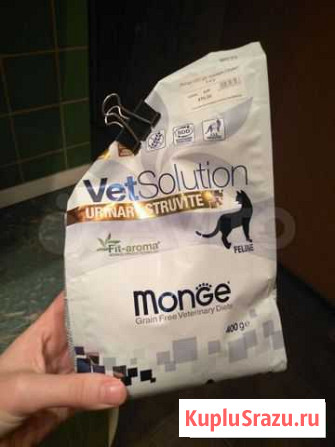 VetSolution
URINARY STRUVITE
Fit-aroma®
FELINE
MONGE®
Grain Free Veterinary Diets
400 g e
KupluSrazu.ru